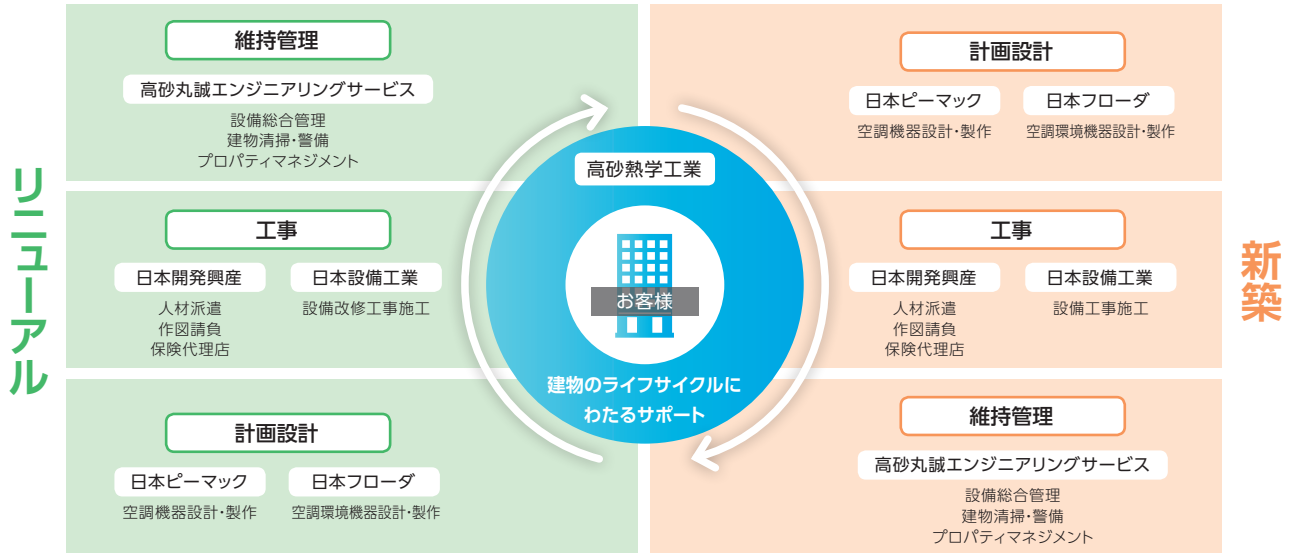 リニューアル
維持管理
高砂丸誠エンジニアリングサービス
設備総合管理
建物清掃・警備
プロパティマネジメント
工事
日本開発興産
人材派遣
作図請負
保険代理店
日本設備工業
設備改修工事施工
計画設計
日本ピーマック
空調機器設計・製作
日本フローダ
空調環境機器設計・製作
高砂熱学工業
お客様
建物のライフサイクルに
わたるサポート
新築
計画設計
日本ピーマック
空調機器設計・製作
日本フローダ
空調環境機器設計・製作
工事
日本開発興産
人材派遣
作図請負
保険代理店
日本設備工業
設備工事施工
維持管理
高砂丸誠エンジニアリングサービス
設備総合管理
建物清掃・警備
プロパティマネジメント